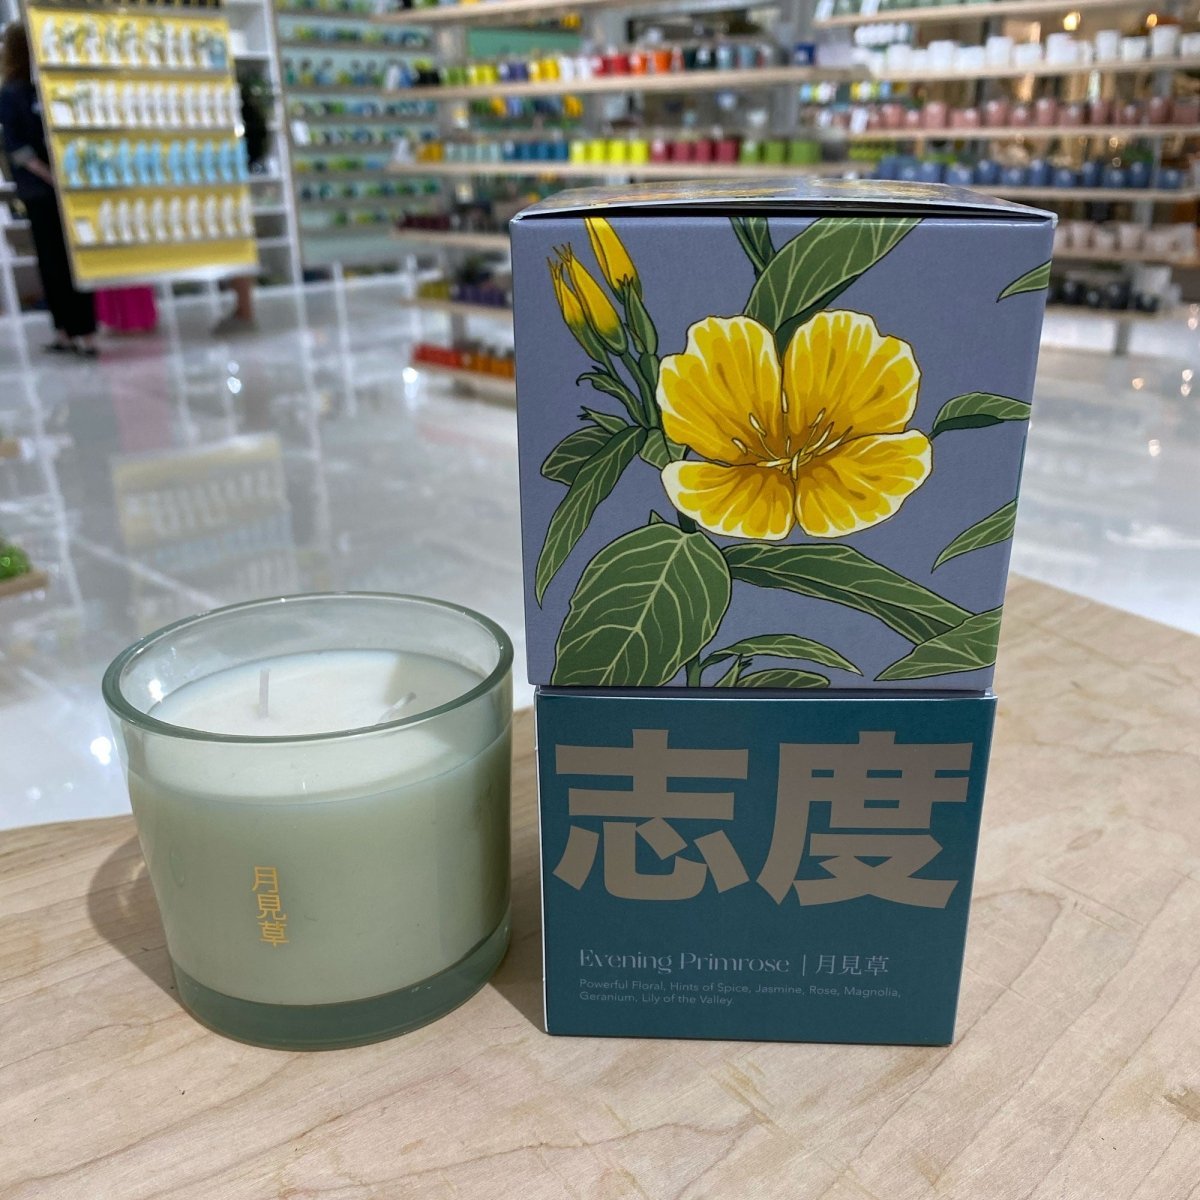 月見草
志度
Evening Primrose | 月見草
Powerful Floral, Hints of Spice, Jasmine, Rose, Magnolia,
Geranium, Lily of the Valley.